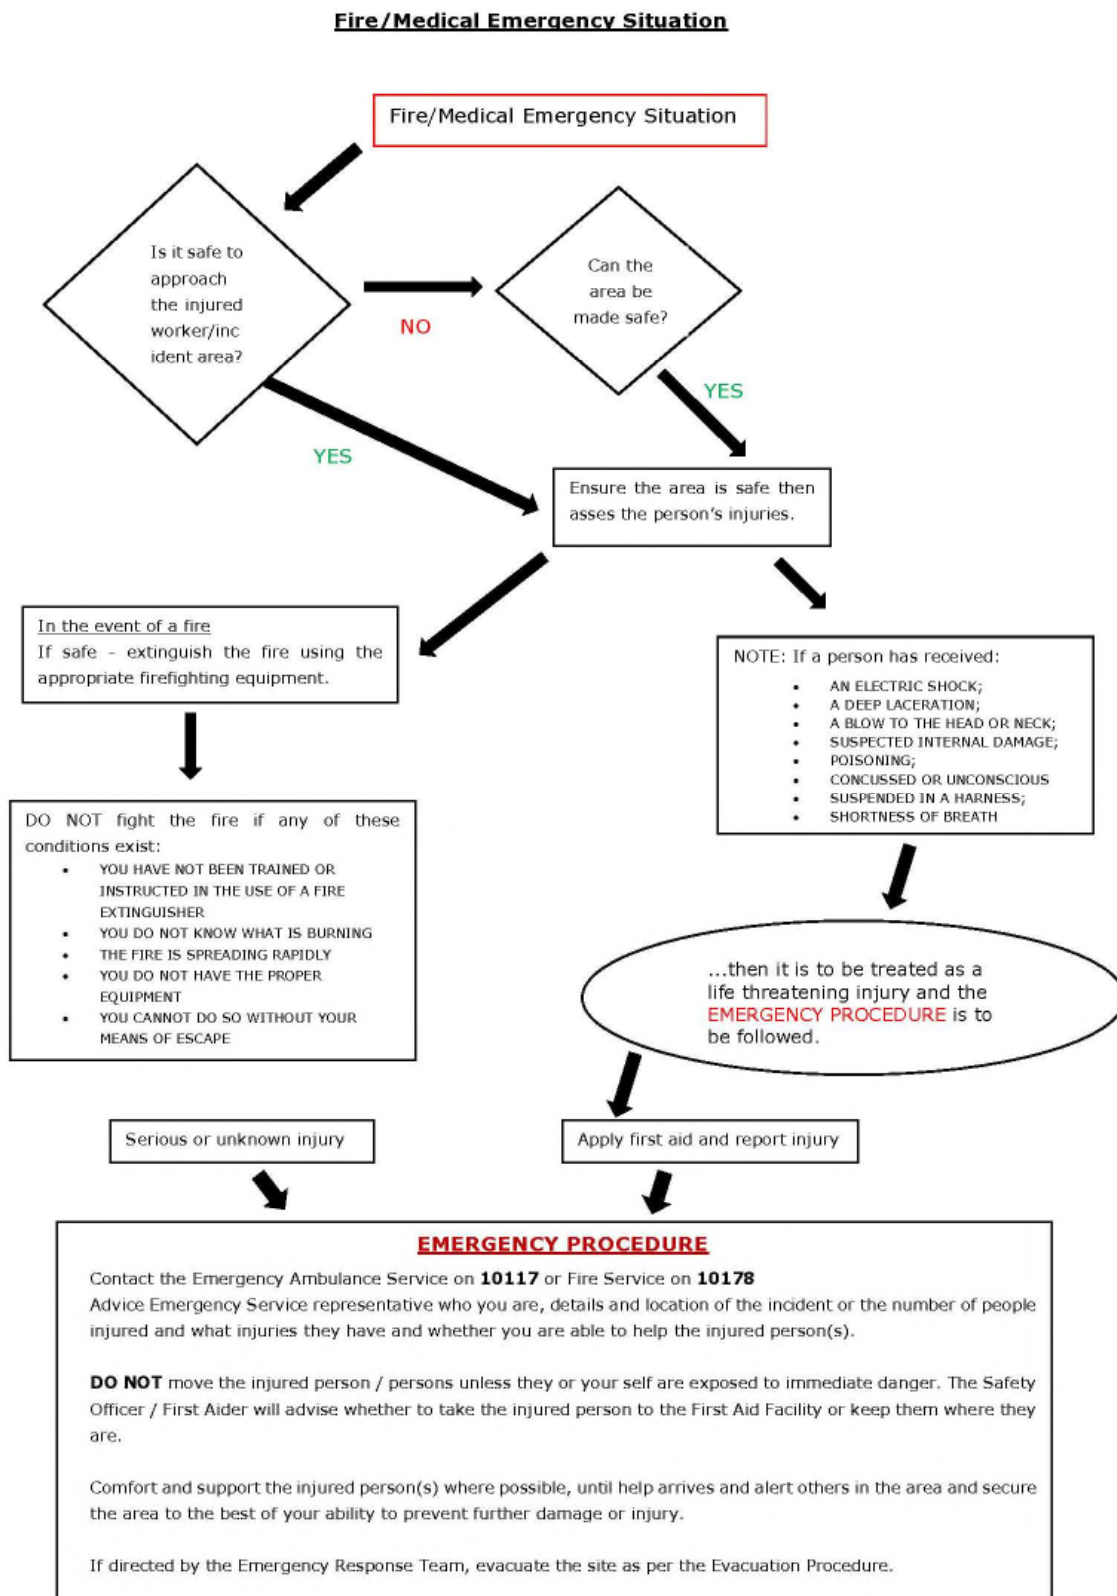 Fire/Medical Emergency Situation
Fire/Medical Emergency Situation
Is it safe to
approach
the injured
worker/inc
ident area?
NO
Can the
area be
made safe?
YES
YES
Ensure the area is safe then
asses the person's injuries.
In the event of a fire
If safe - extinguish the fire using the
appropriate firefighting equipment.
NOTE: If a person has received:
• AN ELECTRIC SHOCK;
• A DEEP LACERATION;
• A BLOW TO THE HEAD OR NECK;
• SUSPECTED INTERNAL DAMAGE;
• POISONING;
• CONCUSSED OR UNCONSCIOUS
• SUSPENDED IN A HARNESS;
• SHORTNESS OF BREATH
DO NOT fight the fire if any of these
conditions exist:
• YOU HAVE NOT BEEN TRAINED OR
INSTRUCTED IN THE USE OF A FIRE
EXTINGUISHER
• YOU DO NOT KNOW WHAT IS BURNING
• THE FIRE IS SPREADING RAPIDLY
• YOU DO NOT HAVE THE PROPER
EQUIPMENT
• YOU CANNOT DO SO WITHOUT YOUR
MEANS OF ESCAPE
...then it is to be treated as a
life threatening injury and the
EMERGENCY PROCEDURE is to
be followed.
Serious or unknown injury
Apply first aid and report injury
EMERGENCY PROCEDURE
Contact the Emergency Ambulance Service on 10117 or Fire Service on 10178
Advice Emergency Service representative who you are, details and location of the incident or the number of people
injured and what injuries they have and whether you are able to help the injured person(s).
DO NOT move the injured person / persons unless they or your self are exposed to immediate danger. The Safety
Officer / First Aider will advise whether to take the injured person to the First Aid Facility or keep them where they
are.
Comfort and support the injured person(s) where possible, until help arrives and alert others in the area and secure
the area to the best of your ability to prevent further damage or injury.
If directed by the Emergency Response Team, evacuate the site as per the Evacuation Procedure.